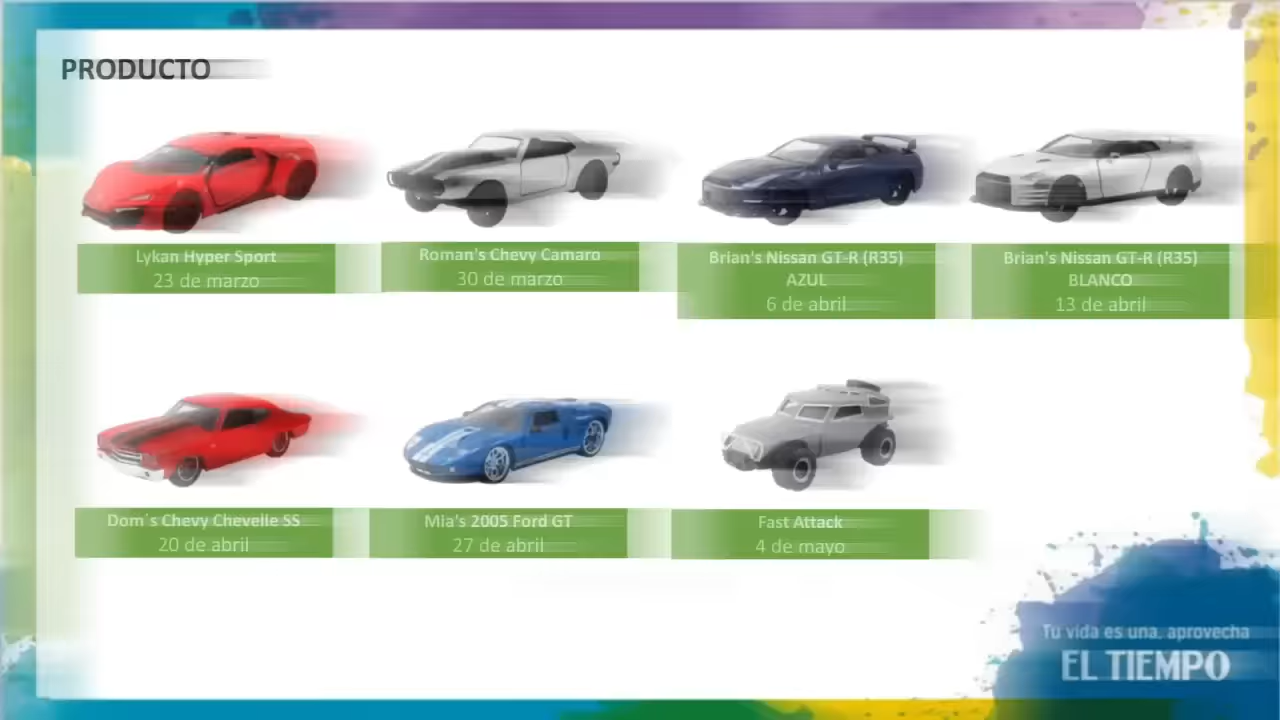 PRODUCTO
Lykan Hyper Sport
23 de marzo
Roman's Chevy Camaro
30 de marzo
Brian's Nissan GT-R (R35)
AZUL
6 de abril
Brian's Nissan GT-R (R35)
BLANCO
13 de abril
Dom´s Chevy Chevelle SS
20 de abril
Mia's 2005 Ford GT
27 de abril
Fast Attack
4 de mayo
Tu vida es una, aprovecha
EL TIEMPO